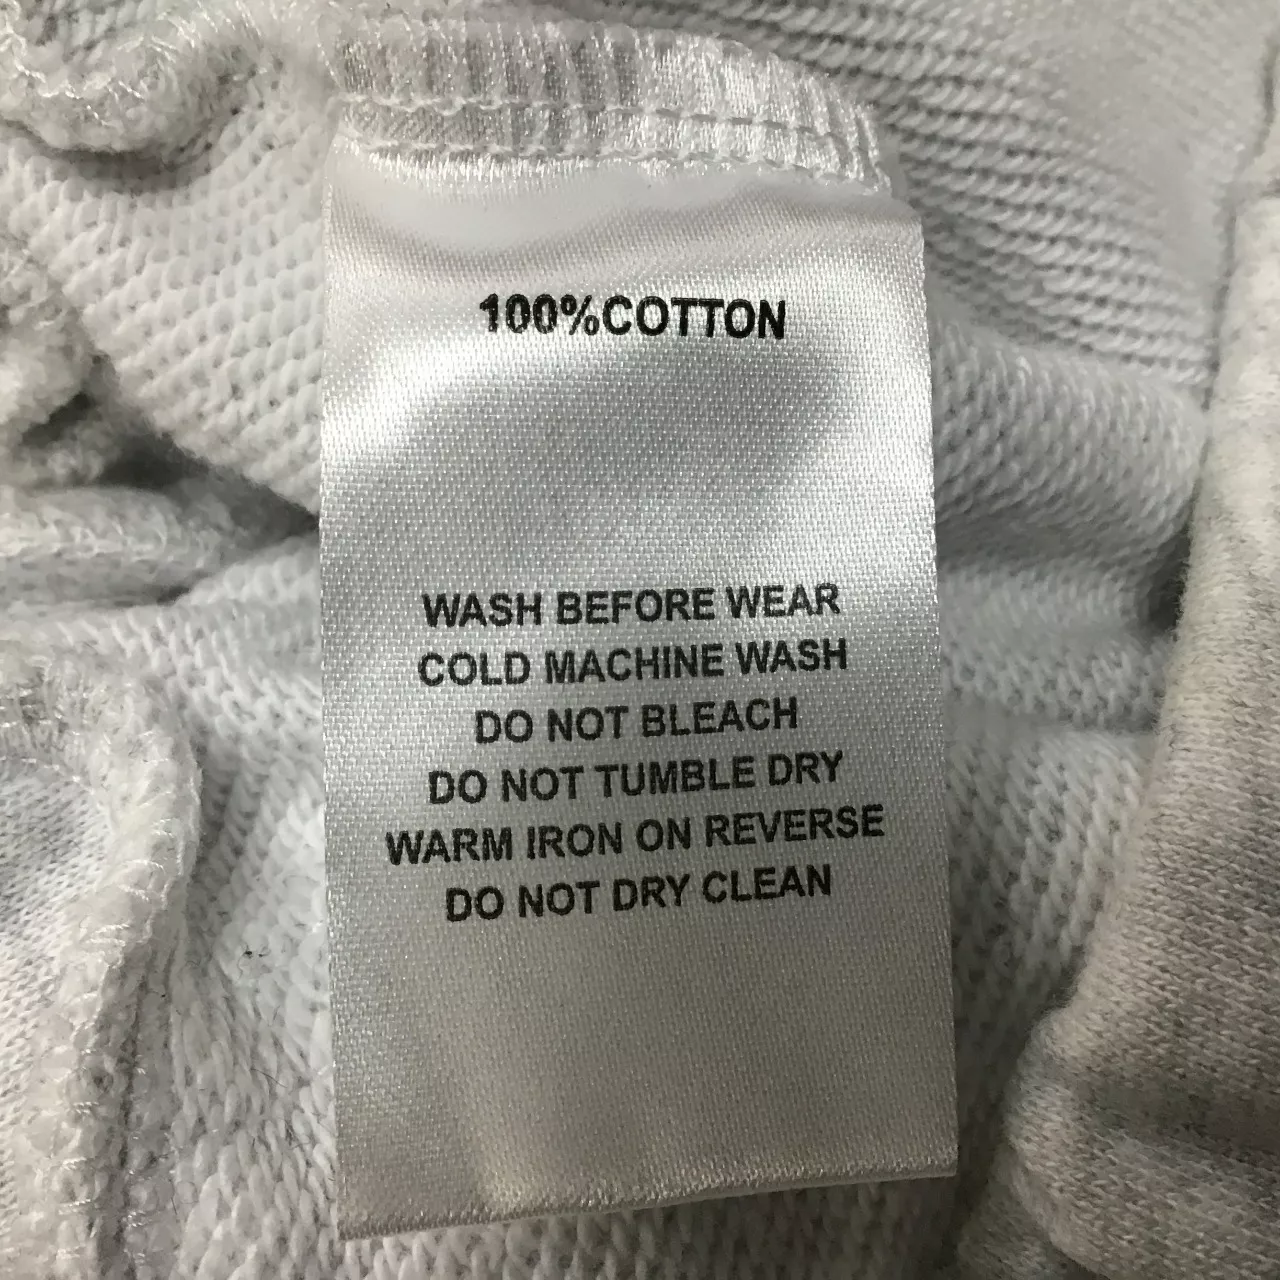 100%COTTON
WASH BEFORE WEAR
COLD MACHINE WASH
DO NOT BLEACH
DO NOT TUMBLE DRY
WARM IRON ON REVERSE
DO NOT DRY CLEAN